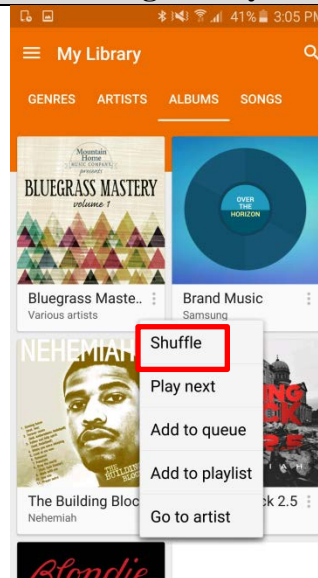 41% 3:05 PM
My Library
GENRES ARTISTS ALBUMS SONGS
Mountain
Home
MUSIC COMPANY
presents
BLUEGRASS MASTERY
volume 1
OVER
THE
HORIZON
Bluegrass Maste..
Various artists
Brand Music
Samsung
NEHEMIAH
THE BUILDING
The Building Bloc
Nehemiah
ck 2.5
Shuffle
Play next
Add to queue
Add to playlist
Go to artist
Blondie